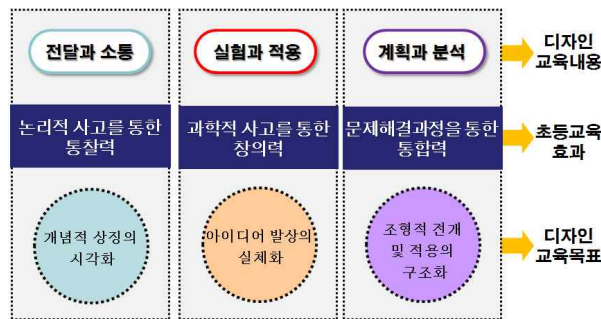 전달과 소통
실험과 적용
계획과 분석
디자인
교육내용
논리적 사고를 통한
통찰력
과학적 사고를 통한
창의력
문제해결과정을 통한
통합력
초등교육
효과
개념적 상징의
시각화
아이디어 발상의
실체화
조형적 전개
및 적용의
구조화
디자인
교육목표